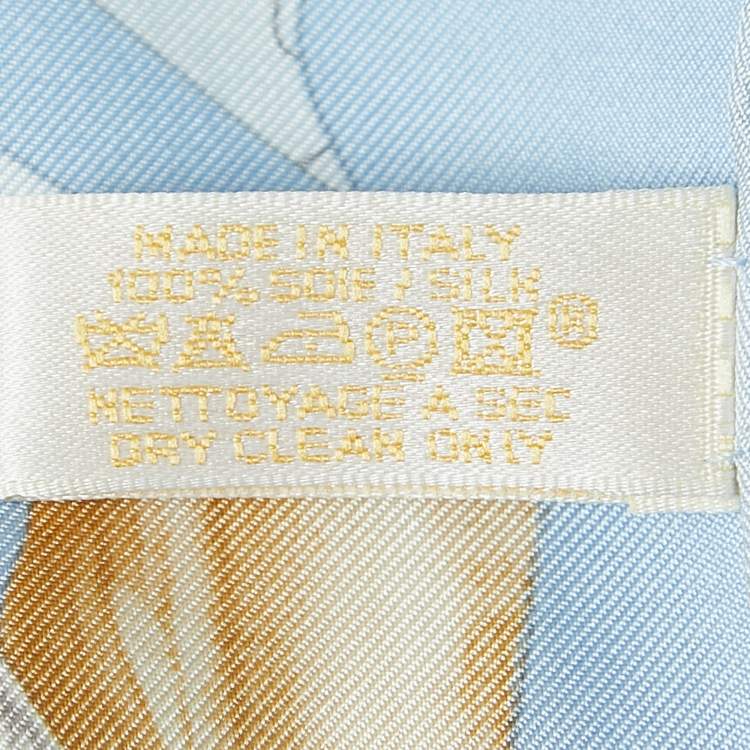 MADE IN ITALY
100% SOIE / SILK
P ®
NETTOYAGE A SEC
DRY CLEAN ONLY